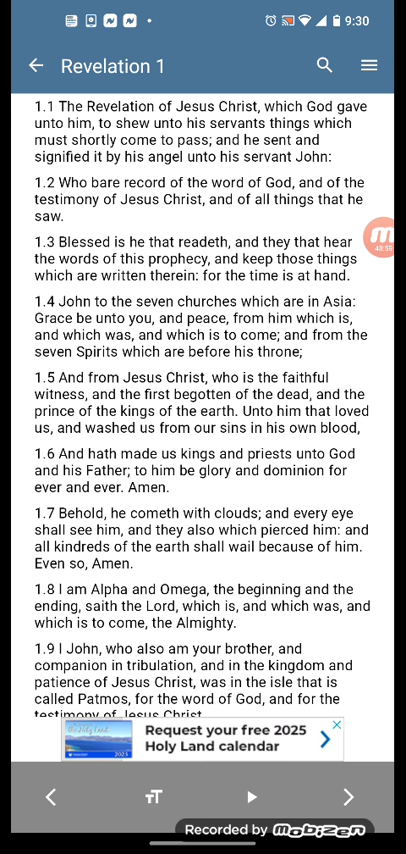 9:30
Revelation 1
1.1 The Revelation of Jesus Christ, which God gave
unto him, to shew unto his servants things which
must shortly come to pass; and he sent and
signified it by his angel unto his servant John:
1.2 Who bare record of the word of God, and of the
testimony of Jesus Christ, and of all things that he
saw.
1.3 Blessed is he that readeth, and they that hear
the words of this prophecy, and keep those things
which are written therein: for the time is at hand.
1.4 John to the seven churches which are in Asia:
Grace be unto you, and peace, from him which is,
and which was, and which is to come; and from the
seven Spirits which are before his throne;
1.5 And from Jesus Christ, who is the faithful
witness, and the first begotten of the dead, and the
prince of the kings of the earth. Unto him that loved
us, and washed us from our sins in his own blood,
1.6 And hath made us kings and priests unto God
and his Father; to him be glory and dominion for
ever and ever. Amen.
1.7 Behold, he cometh with clouds; and every eye
shall see him, and they also which pierced him: and
all kindreds of the earth shall wail because of him.
Even so, Amen.
1.8 I am Alpha and Omega, the beginning and the
ending, saith the Lord, which is, and which was, and
which is to come, the Almighty.
1.9 I John, who also am your brother, and
companion in tribulation, and in the kingdom and
patience of Jesus Christ, was in the isle that is
called Patmos, for the word of God, and for the
testimony of Jesus Christ
Request your free 2025
Holy Land calendar
2025
TT
Recorded by mobizen